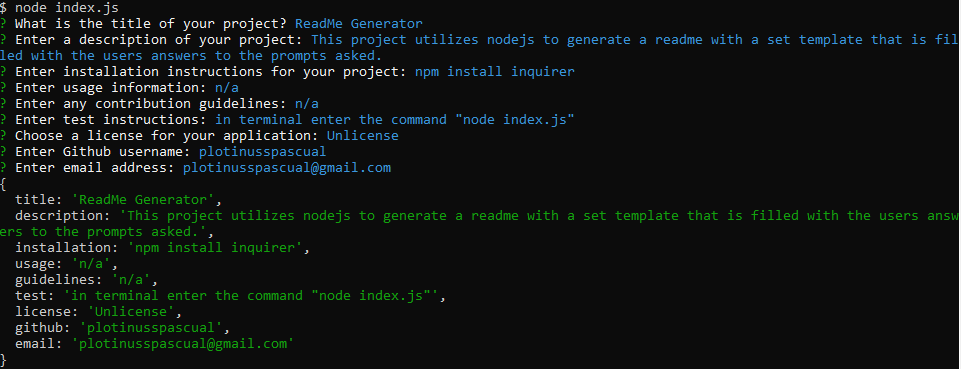 $ node index.js
? What is the title of your project? ReadMe Generator
? Enter a description of your project: This project utilizes nodejs to generate a readme with a set template that is fil
led with the users answers to the prompts asked.
? Enter installation instructions for your project: npm install inquirer
? Enter usage information: n/a
? Enter any contribution guidelines: n/a
? Enter test instructions: in terminal enter the command "node index.js"
? Choose a license for your application: Unlicense
? Enter Github username: plotinusspascual
? Enter email address: plotinusspascual@gmail.com
{
  title: 'ReadMe Generator',
  description: 'This project utilizes nodejs to generate a readme with a set template that is filled with the users answ
ers to the prompts asked.',
  installation: 'npm install inquirer',
  usage: 'n/a',
  guidelines: 'n/a',
  test: 'in terminal enter the command "node index.js"',
  license: 'Unlicense',
  github: 'plotinusspascual',
  email: 'plotinusspascual@gmail.com'
}